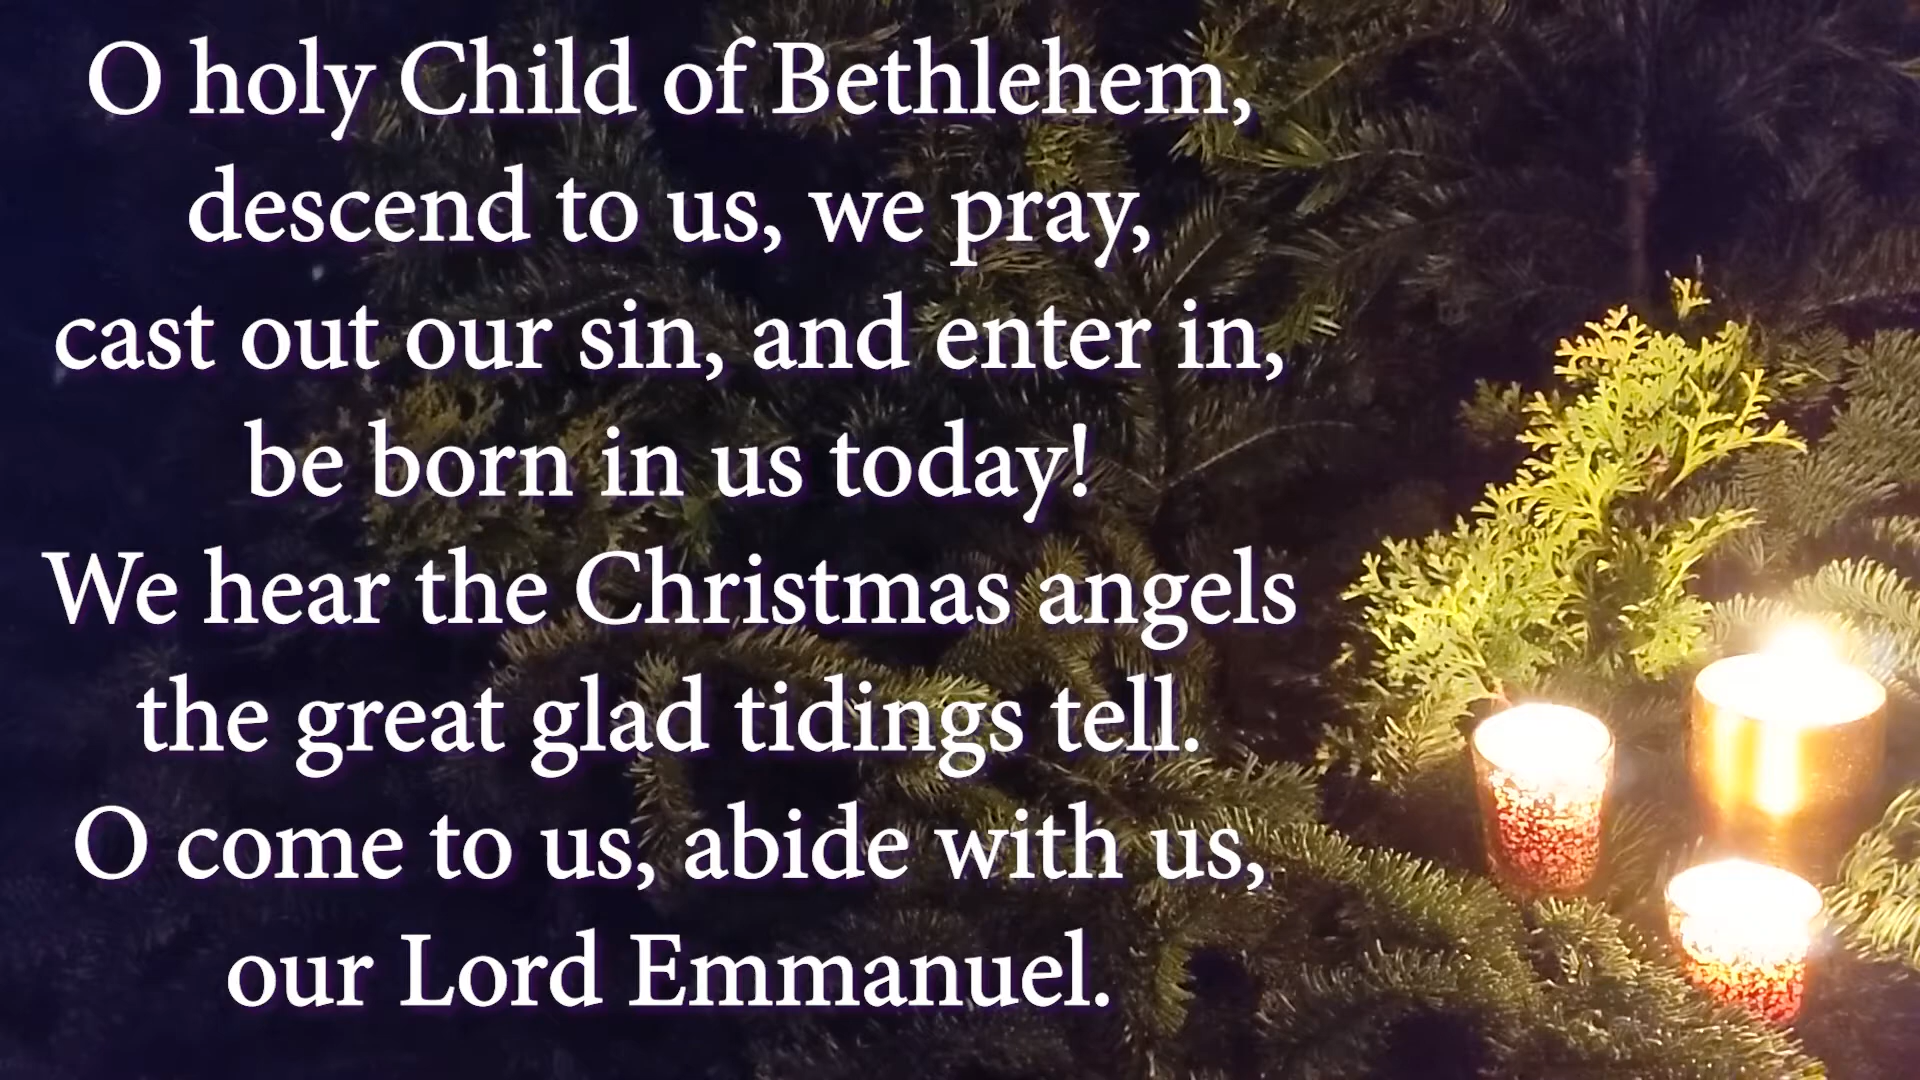 O holy Child of Bethlehem,
descend to us, we pray,
cast out our sin, and enter in,
be born in us today!
We hear the Christmas angels
the great glad tidings tell.
O come to us, abide with us,
our Lord Emmanuel.